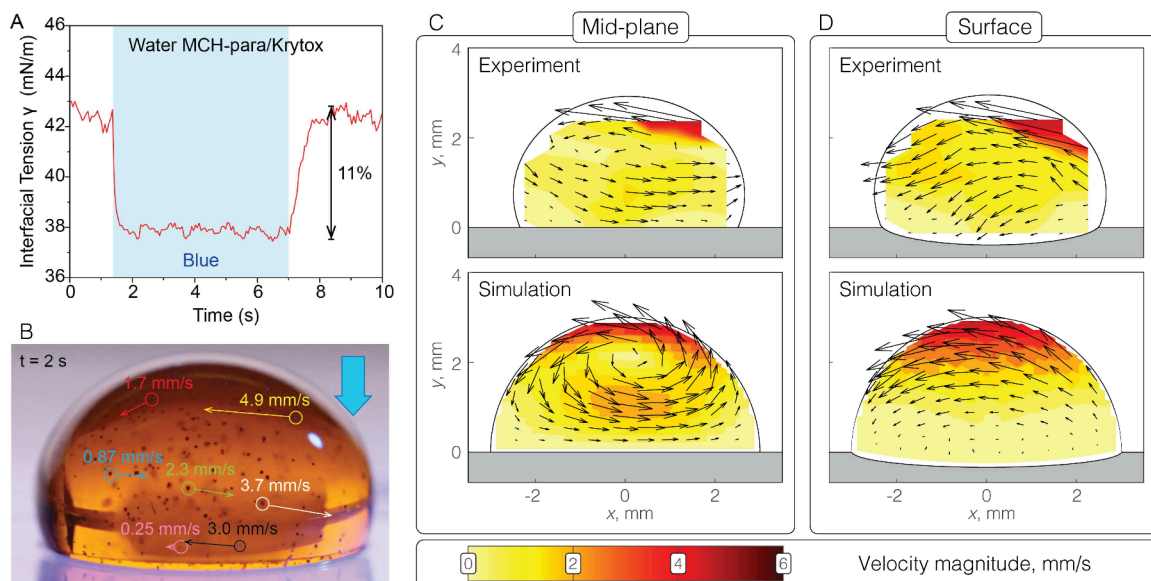 A
Interfacial Tension γ (mN/m)
46
44
42
40
38
36
Water MCH-para/Krytox
11%
Blue
0 2 4 6 8 10
Time (s)
B
t = 2 s
1.7 mm/s
4.9 mm/s
0.87 mm/s
2.3 mm/s
3.7 mm/s
0.25 mm/s
3.0 mm/s
C
Mid-plane
Experiment
y, mm
4
2
0
Simulation
y, mm
4
2
0
-2 0 2
x, mm
D
Surface
Experiment
Simulation
-2 0 2
x, mm
0 2 4 6
Velocity magnitude, mm/s